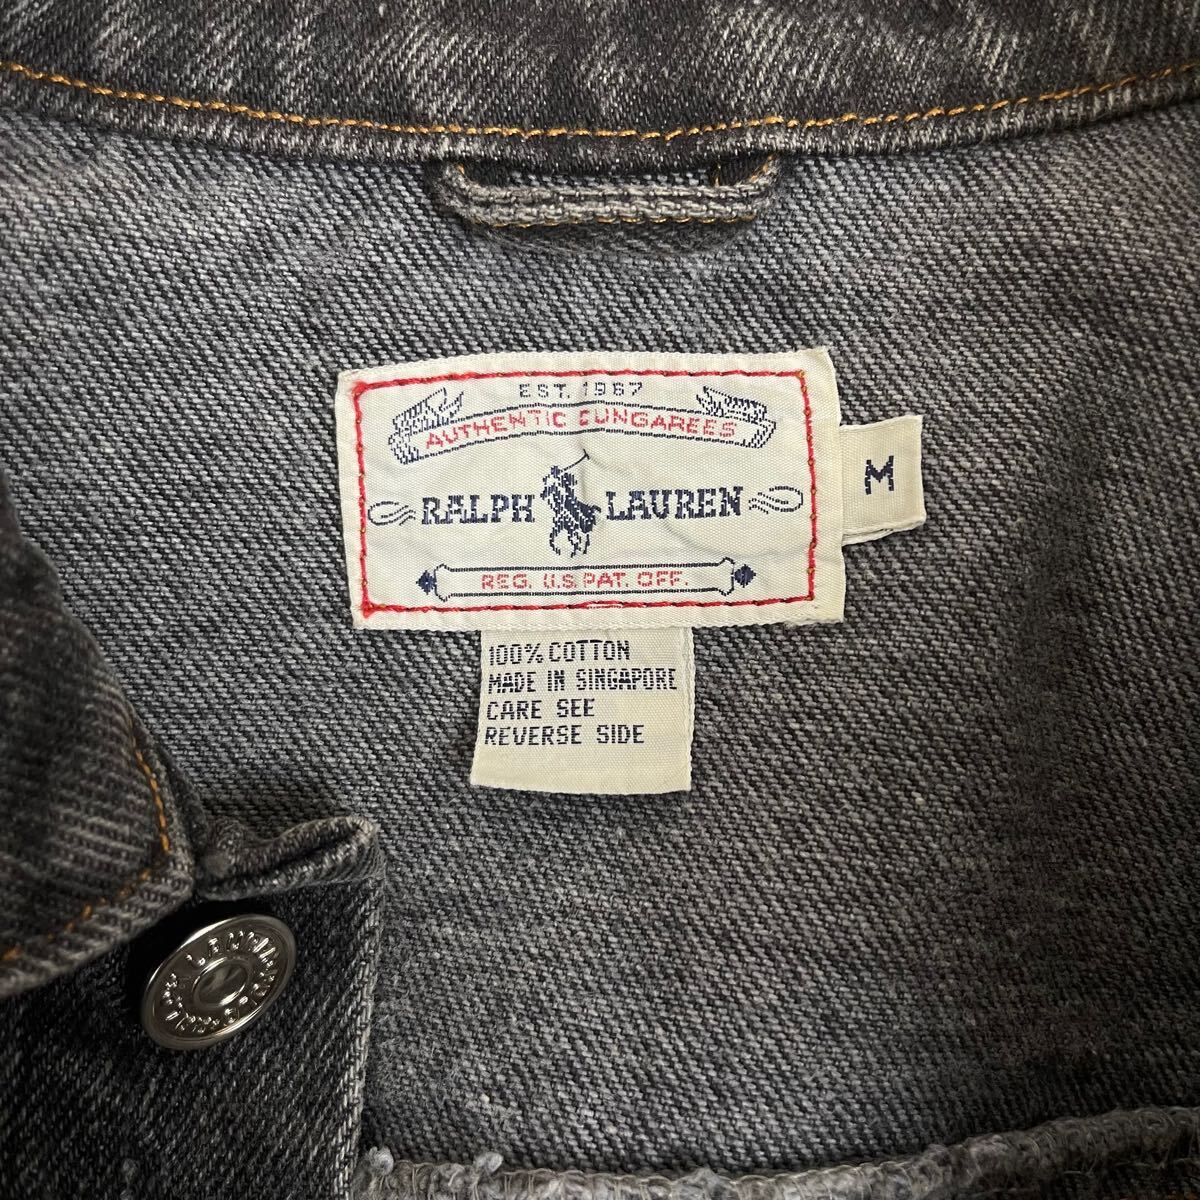 EST. 1967
AUTHENTIC DUNGAREES
RALPH LAUREN
REG. U.S. PAT. OFF.
M
100% COTTON
MADE IN SINGAPORE
CARE SEE
REVERSE SIDE